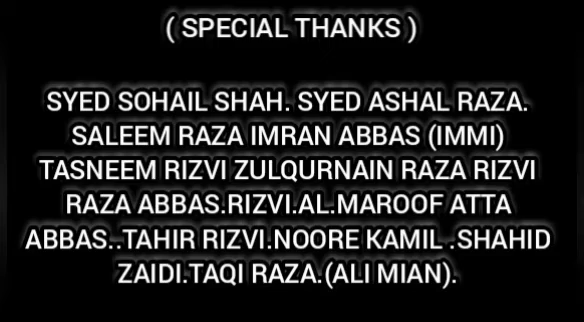 ( SPECIAL THANKS )
SYED SOHAIL SHAH. SYED ASHAL RAZA.
SALEEM RAZA IMRAN ABBAS (IMMI)
TASNEEM RIZVI ZULQURNAIN RAZA RIZVI
RAZA ABBAS.RIZVI.AL.MAROOF ATTA
ABBAS..TAHIR RIZVI.NOORE KAMIL .SHAHID
ZAIDI.TAQI RAZA.(ALI MIAN).